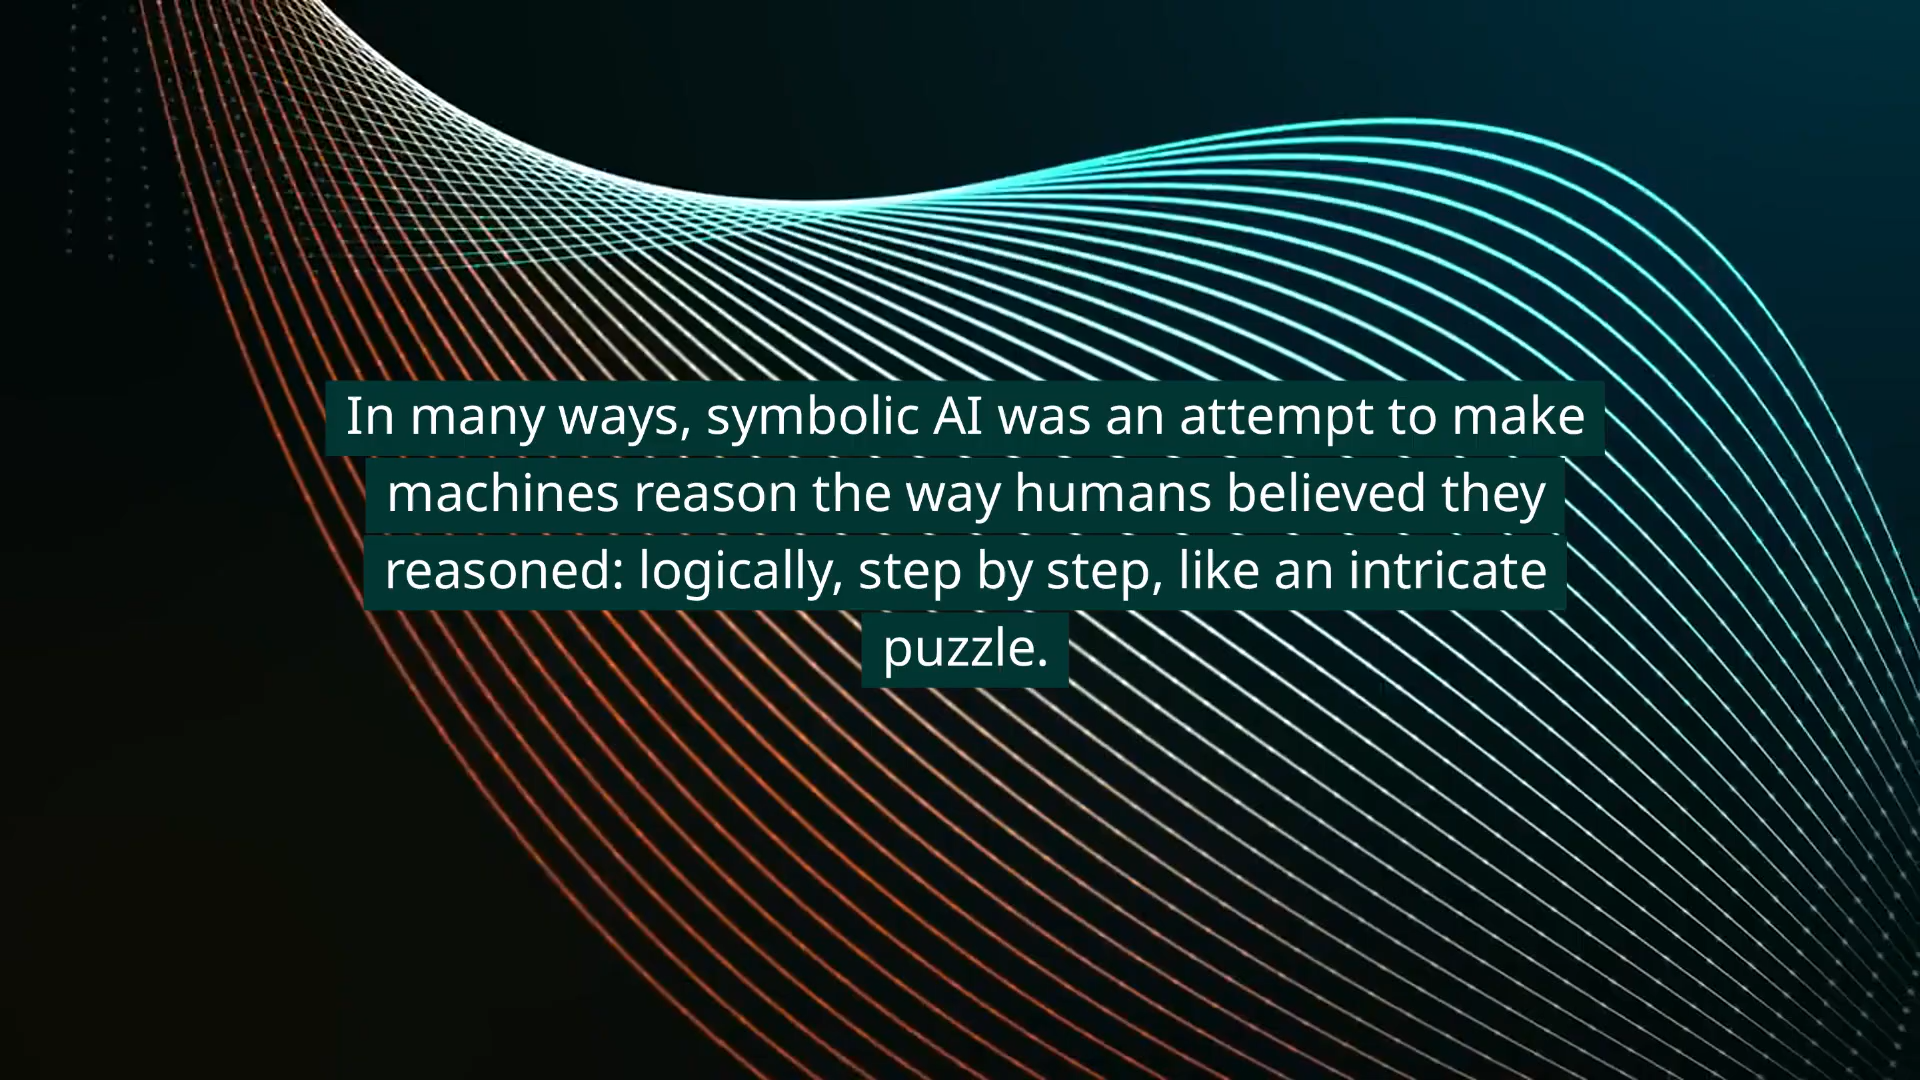 In many ways, symbolic AI was an attempt to make
machines reason the way humans believed they
reasoned: logically, step by step, like an intricate
puzzle.